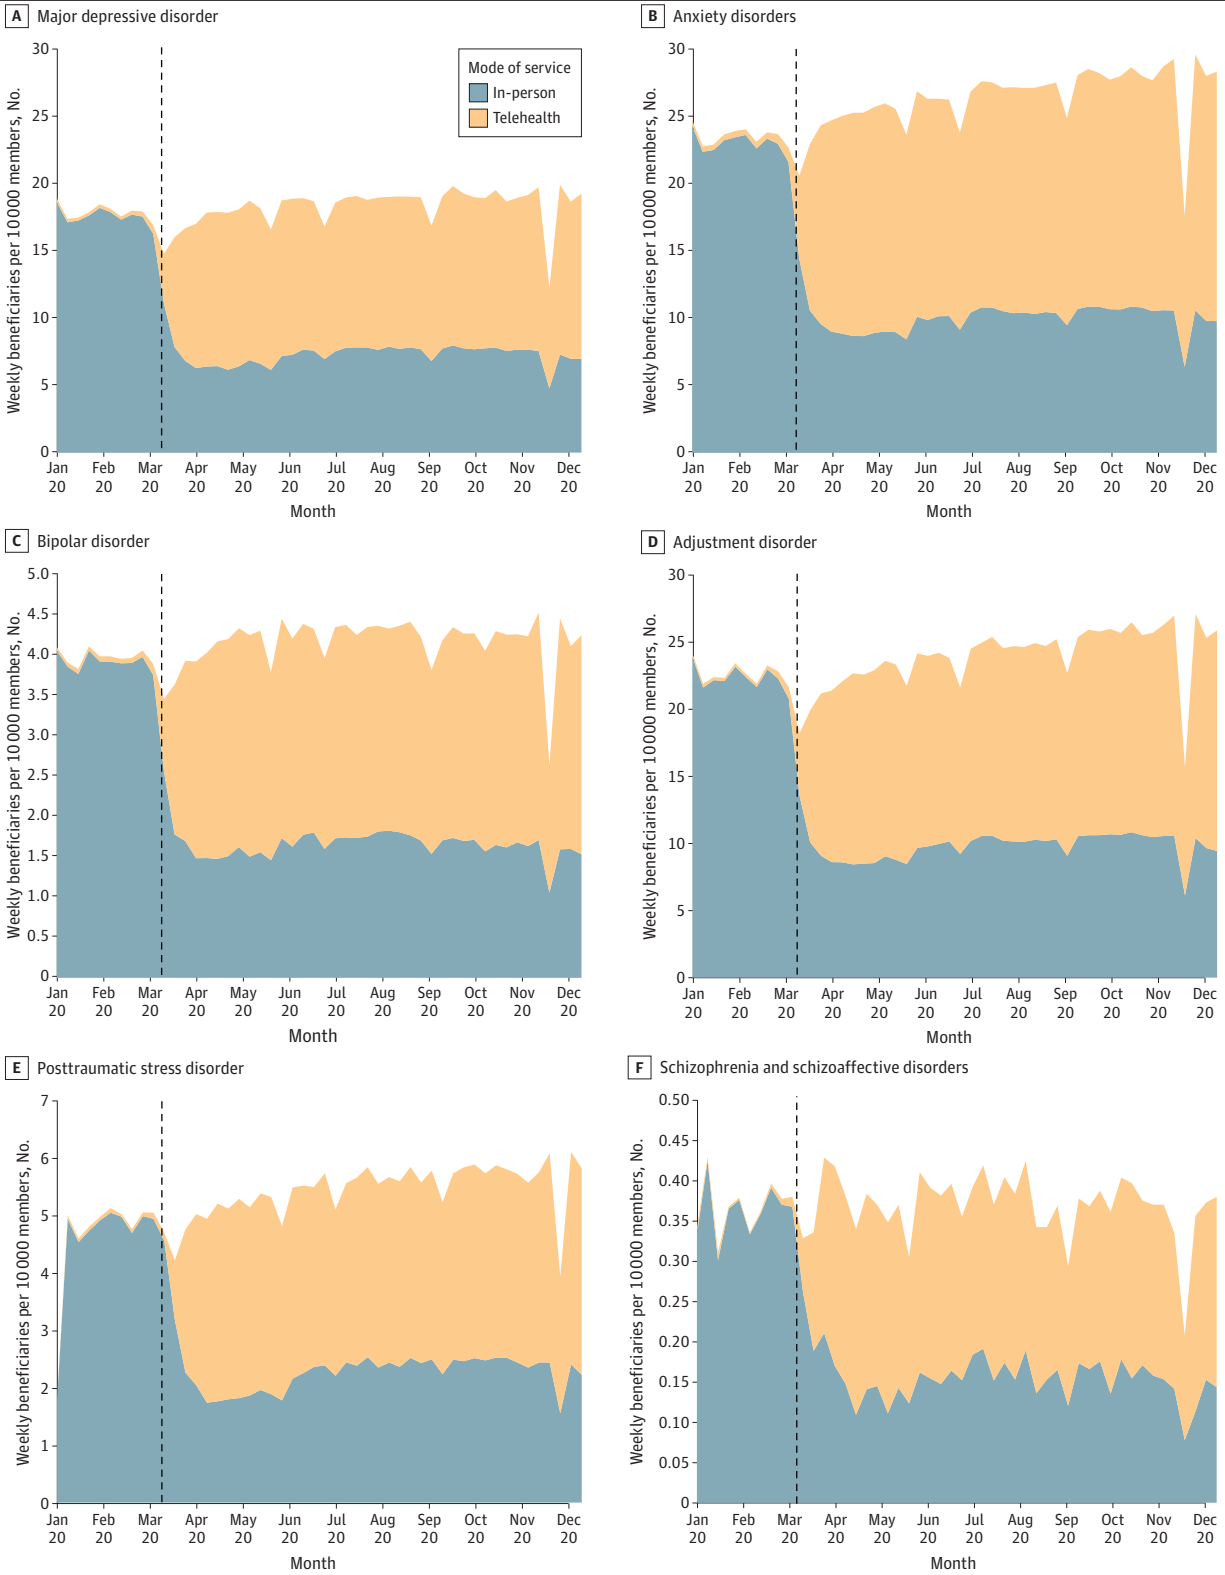 A Major depressive disorder
Weekly beneficiaries per 10 000 members, No.
30
25
20
15
10
5
0
Mode of service
In-person
Telehealth
Jan Feb Mar Apr May Jun Jul Aug Sep Oct Nov Dec
20 20 20 20 20 20 20 20 20 20 20 20
Month
B Anxiety disorders
Weekly beneficiaries per 10 000 members, No.
30
25
20
15
10
5
0
Jan Feb Mar Apr May Jun Jul Aug Sep Oct Nov Dec
20 20 20 20 20 20 20 20 20 20 20 20
Month
C Bipolar disorder
Weekly beneficiaries per 10 000 members, No.
5.0
4.5
4.0
3.5
3.0
2.5
2.0
1.5
1.0
0.5
0
Jan Feb Mar Apr May Jun Jul Aug Sep Oct Nov Dec
20 20 20 20 20 20 20 20 20 20 20 20
Month
D Adjustment disorder
Weekly beneficiaries per 10 000 members, No.
30
25
20
15
10
5
0
Jan Feb Mar Apr May Jun Jul Aug Sep Oct Nov Dec
20 20 20 20 20 20 20 20 20 20 20 20
Month
E Posttraumatic stress disorder
Weekly beneficiaries per 10 000 members, No.
7
6
5
4
3
2
1
0
Jan Feb Mar Apr May Jun Jul Aug Sep Oct Nov Dec
20 20 20 20 20 20 20 20 20 20 20 20
Month
F Schizophrenia and schizoaffective disorders
Weekly beneficiaries per 10 000 members, No.
0.50
0.45
0.40
0.35
0.30
0.25
0.20
0.15
0.10
0.05
0
Jan Feb Mar Apr May Jun Jul Aug Sep Oct Nov Dec
20 20 20 20 20 20 20 20 20 20 20 20
Month